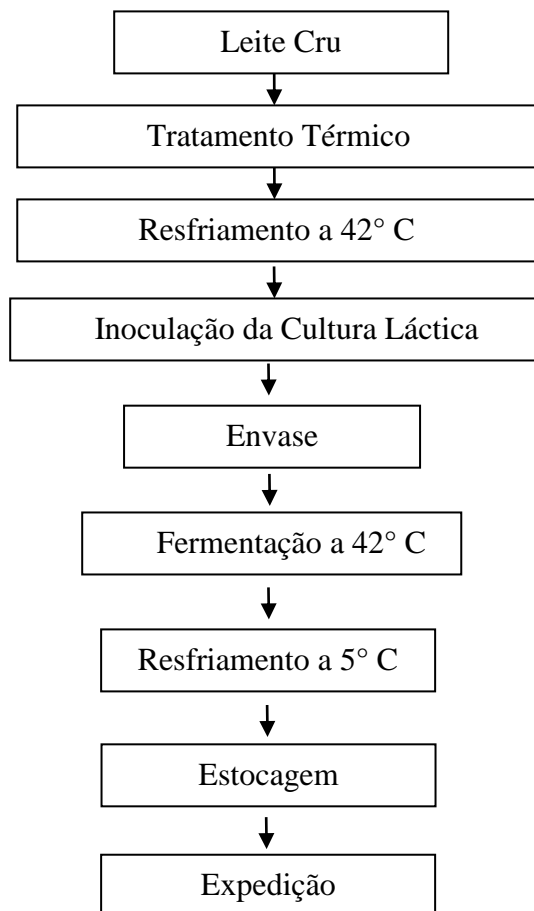 Leite Cru
Tratamento Térmico
Resfriamento a 42° C
Inoculação da Cultura Láctica
Envase
Fermentação a 42° C
Resfriamento a 5° C
Estocagem
Expedição